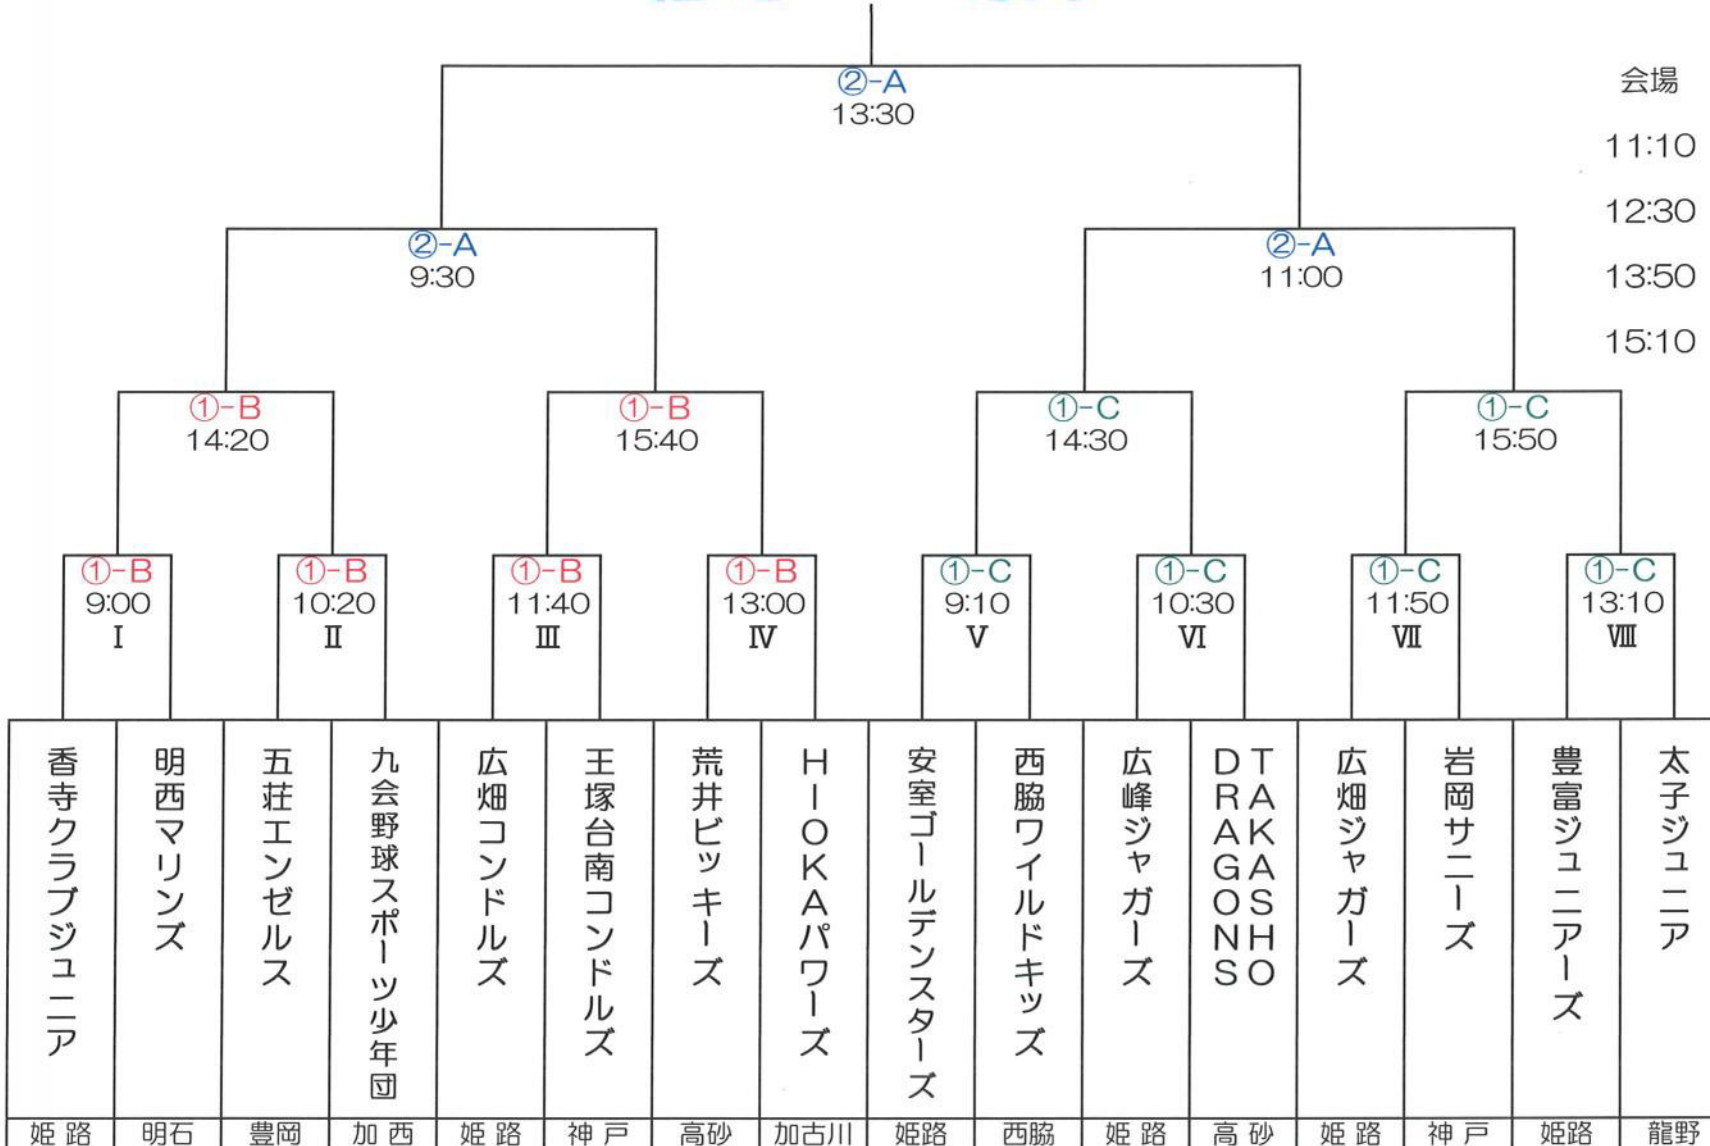 ②-A
13:30
会場
11:10
12:30
13:50
15:10
②-A
9:30
②-A
11:00
①-B
14:20
①-B
15:40
①-C
14:30
①-C
15:50
①-B
9:00
Ⅰ
①-B
10:20
Ⅱ
①-B
11:40
Ⅲ
①-B
13:00
Ⅳ
①-C
9:10
Ⅴ
①-C
10:30
Ⅵ
①-C
11:50
Ⅶ
①-C
13:10
Ⅷ
香寺クラブジュニア
明西マリンズ
五荘エンゼルス
九会野球スポーツ少年団
広畑コンドルズ
王塚台南コンドルズ
荒井ビッキーズ
HIOKAパワーズ
安室ゴールデンスターズ
西脇ワイルドキッズ
広峰ジャガーズ
TAKASHO
DRAGONS
広畑ジャガーズ
岩岡サニーズ
豊富ジュニアーズ
太子ジュニア
姫路
明石
豊岡
加西
姫路
神戸
高砂
加古川
姫路
西脇
姫路
高砂
姫路
神戸
姫路
龍野